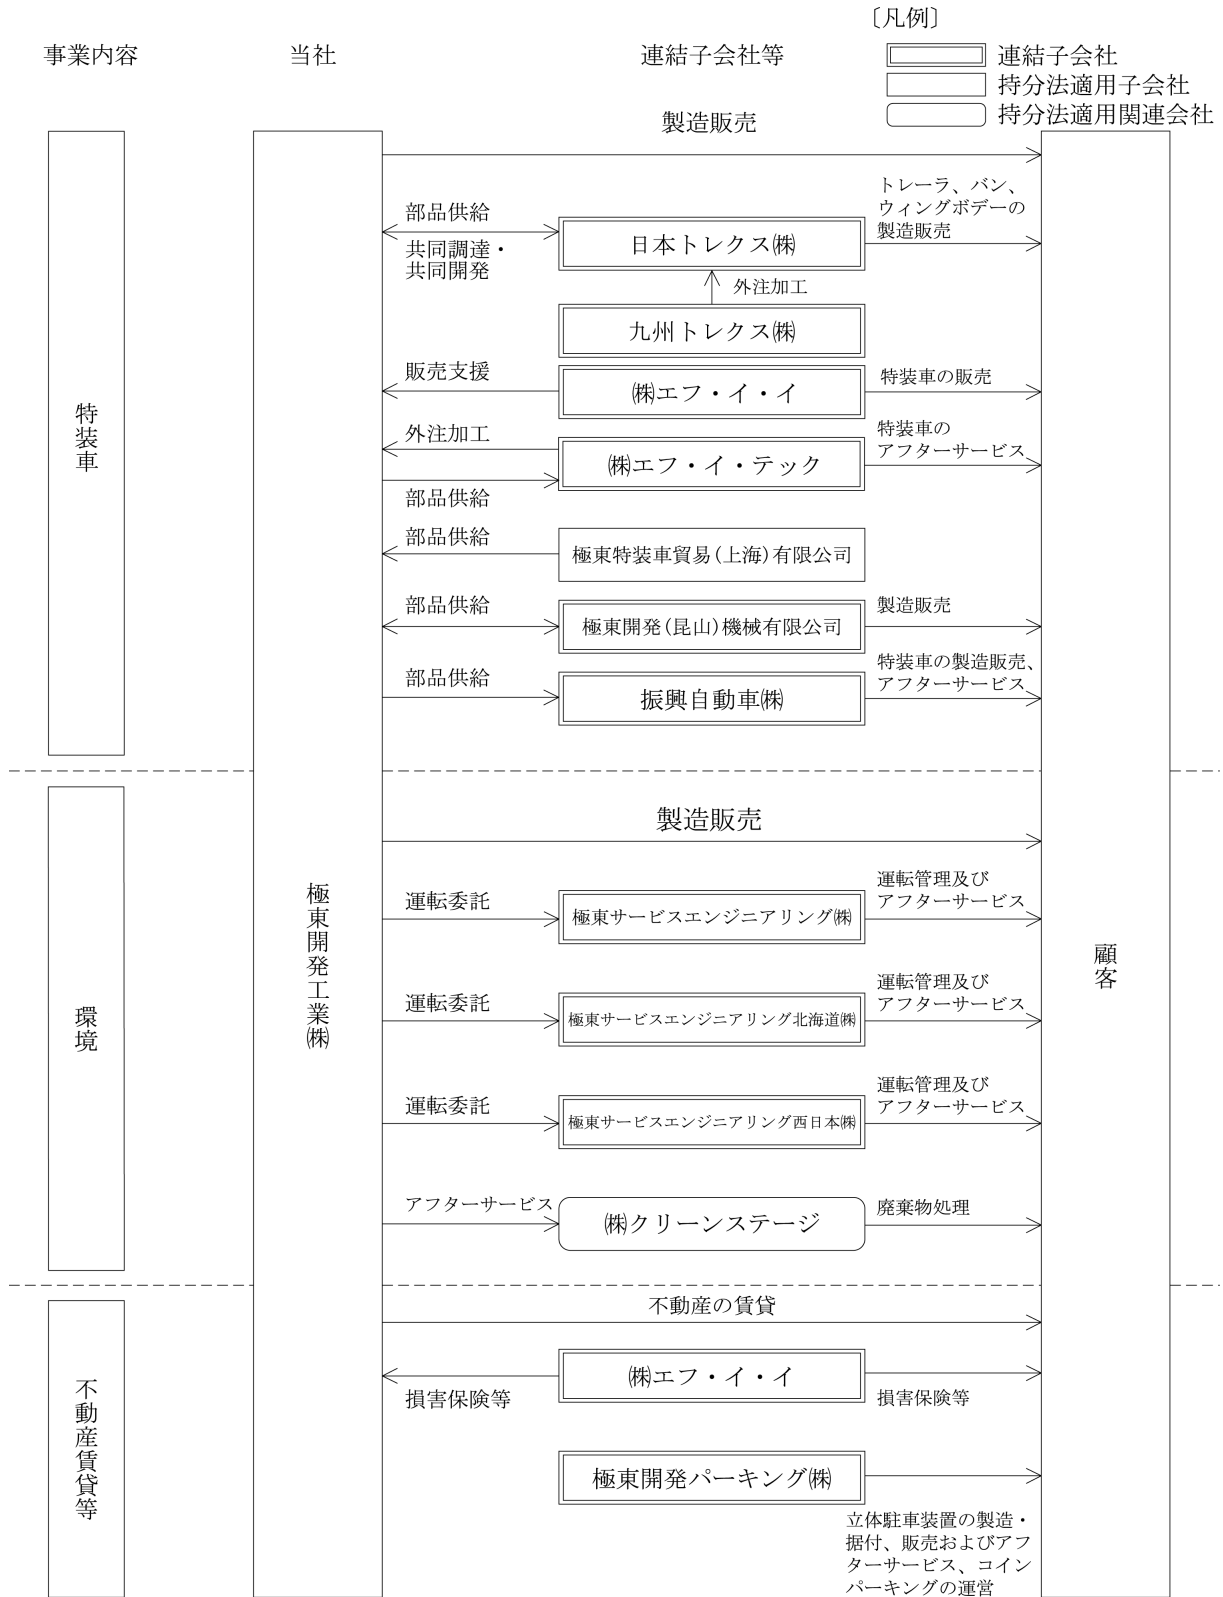 〔凡例〕
事業内容
当社
連結子会社等
連結子会社
持分法適用子会社
持分法適用関連会社
製造販売
特装車
部品供給
共同調達・
共同開発
日本トレクス㈱
トレーラ、バン、
ウィングボデーの
製造販売
外注加工
九州トレクス㈱
販売支援
㈱エフ・イ・イ
特装車の販売
外注加工
部品供給
㈱エフ・イ・テック
特装車の
アフターサービス
部品供給
極東特装車貿易(上海)有限公司
部品供給
極東開発(昆山)機械有限公司
製造販売
部品供給
振興自動車㈱
特装車の製造販売、
アフターサービス
極東開発工業㈱
顧客
環境
製造販売
運転委託
極東サービスエンジニアリング㈱
運転管理及び
アフターサービス
運転委託
極東サービスエンジニアリング北海道㈱
運転管理及び
アフターサービス
運転委託
極東サービスエンジニアリング西日本㈱
運転管理及び
アフターサービス
アフターサービス
㈱クリーンステージ
廃棄物処理
不動産賃貸等
不動産の賃貸
損害保険等
㈱エフ・イ・イ
損害保険等
極東開発パーキング㈱
立体駐車装置の製造・
据付、販売およびアフ
ターサービス、コイン
パーキングの運営